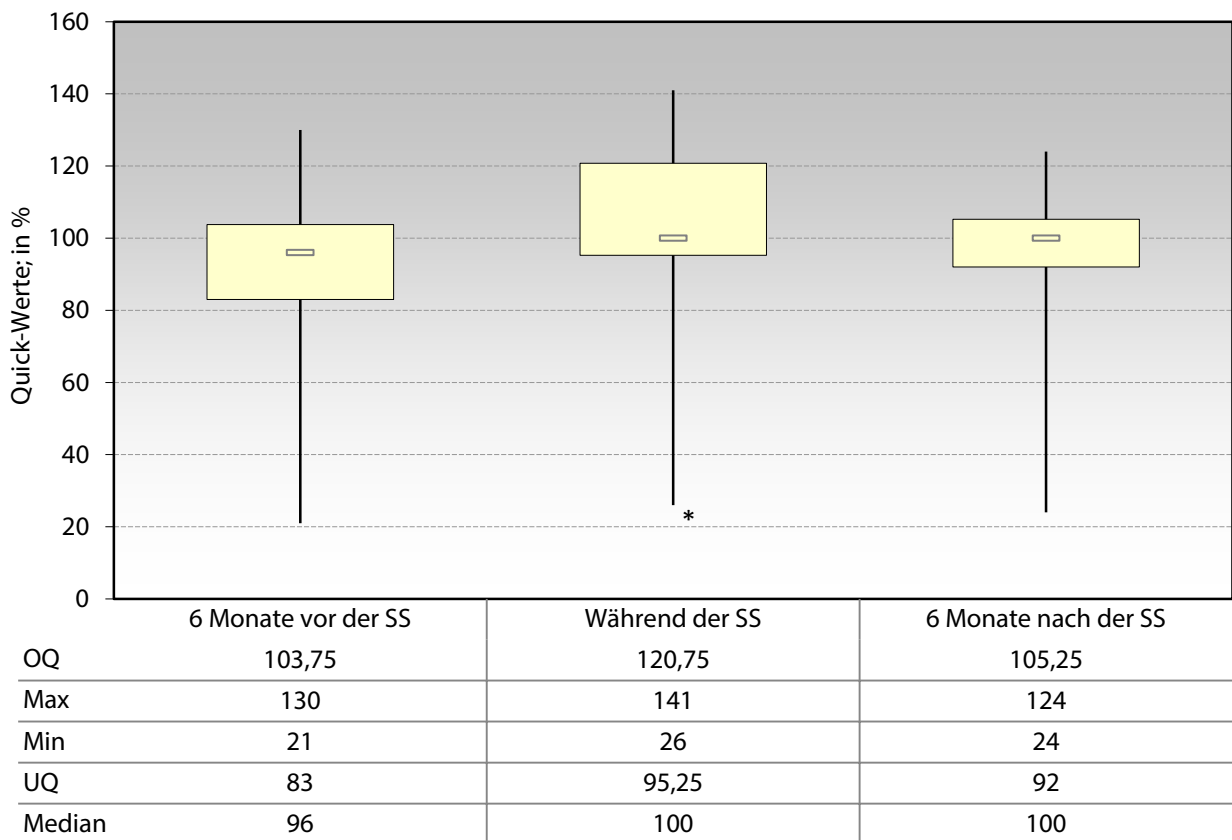 160
140
120
100
80
60
40
20
0
Quick-Werte; in %
*
6 Monate vor der SS Während der SS 6 Monate nach der SS
OQ 103,75 120,75 105,25
Max 130 141 124
Min 21 26 24
UQ 83 95,25 92
Median 96 100 100